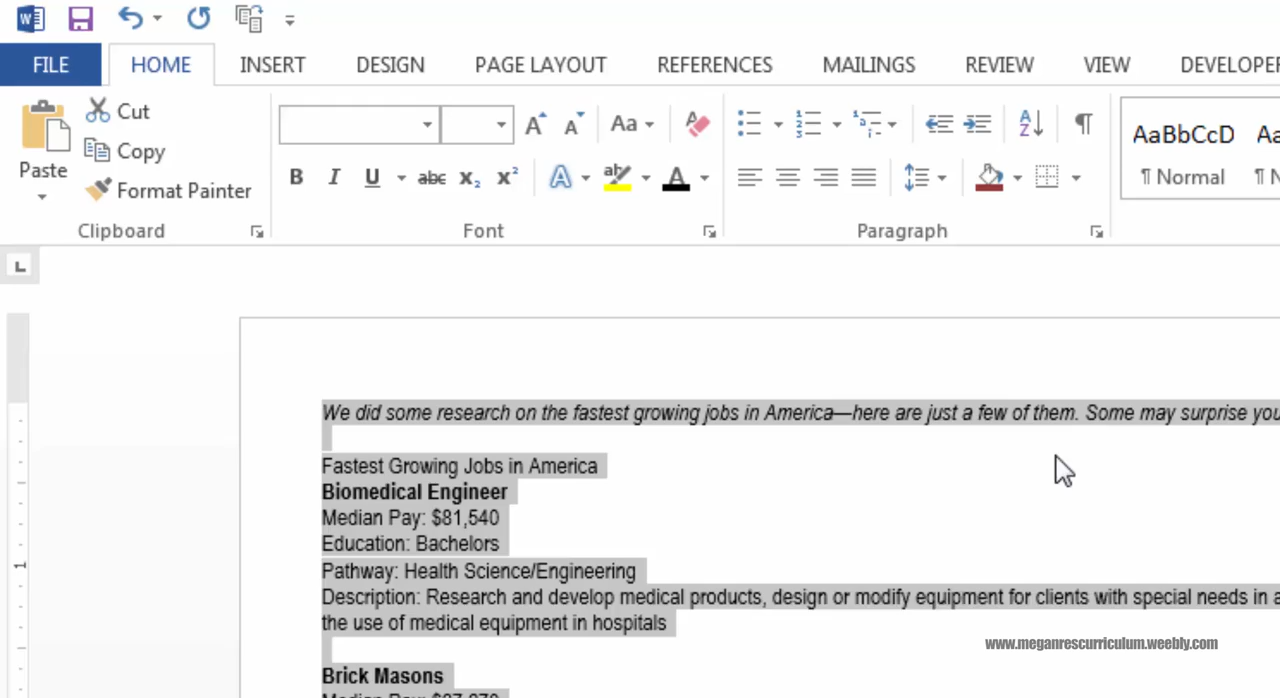 FILE HOME INSERT DESIGN PAGE LAYOUT REFERENCES MAILINGS REVIEW VIEW DEVELOPER
Cut
Copy
Paste
Format Painter
Clipboard
Aa
B I U abc x₂ x²
Font
Paragraph
AaBbCcD
¶ Normal
We did some research on the fastest growing jobs in America—here are just a few of them. Some may surprise you
Fastest Growing Jobs in America
Biomedical Engineer
Median Pay: $81,540
Education: Bachelors
Pathway: Health Science/Engineering
Description: Research and develop medical products, design or modify equipment for clients with special needs in a
the use of medical equipment in hospitals
www.meganrescurriculum.weebly.com
Brick Masons